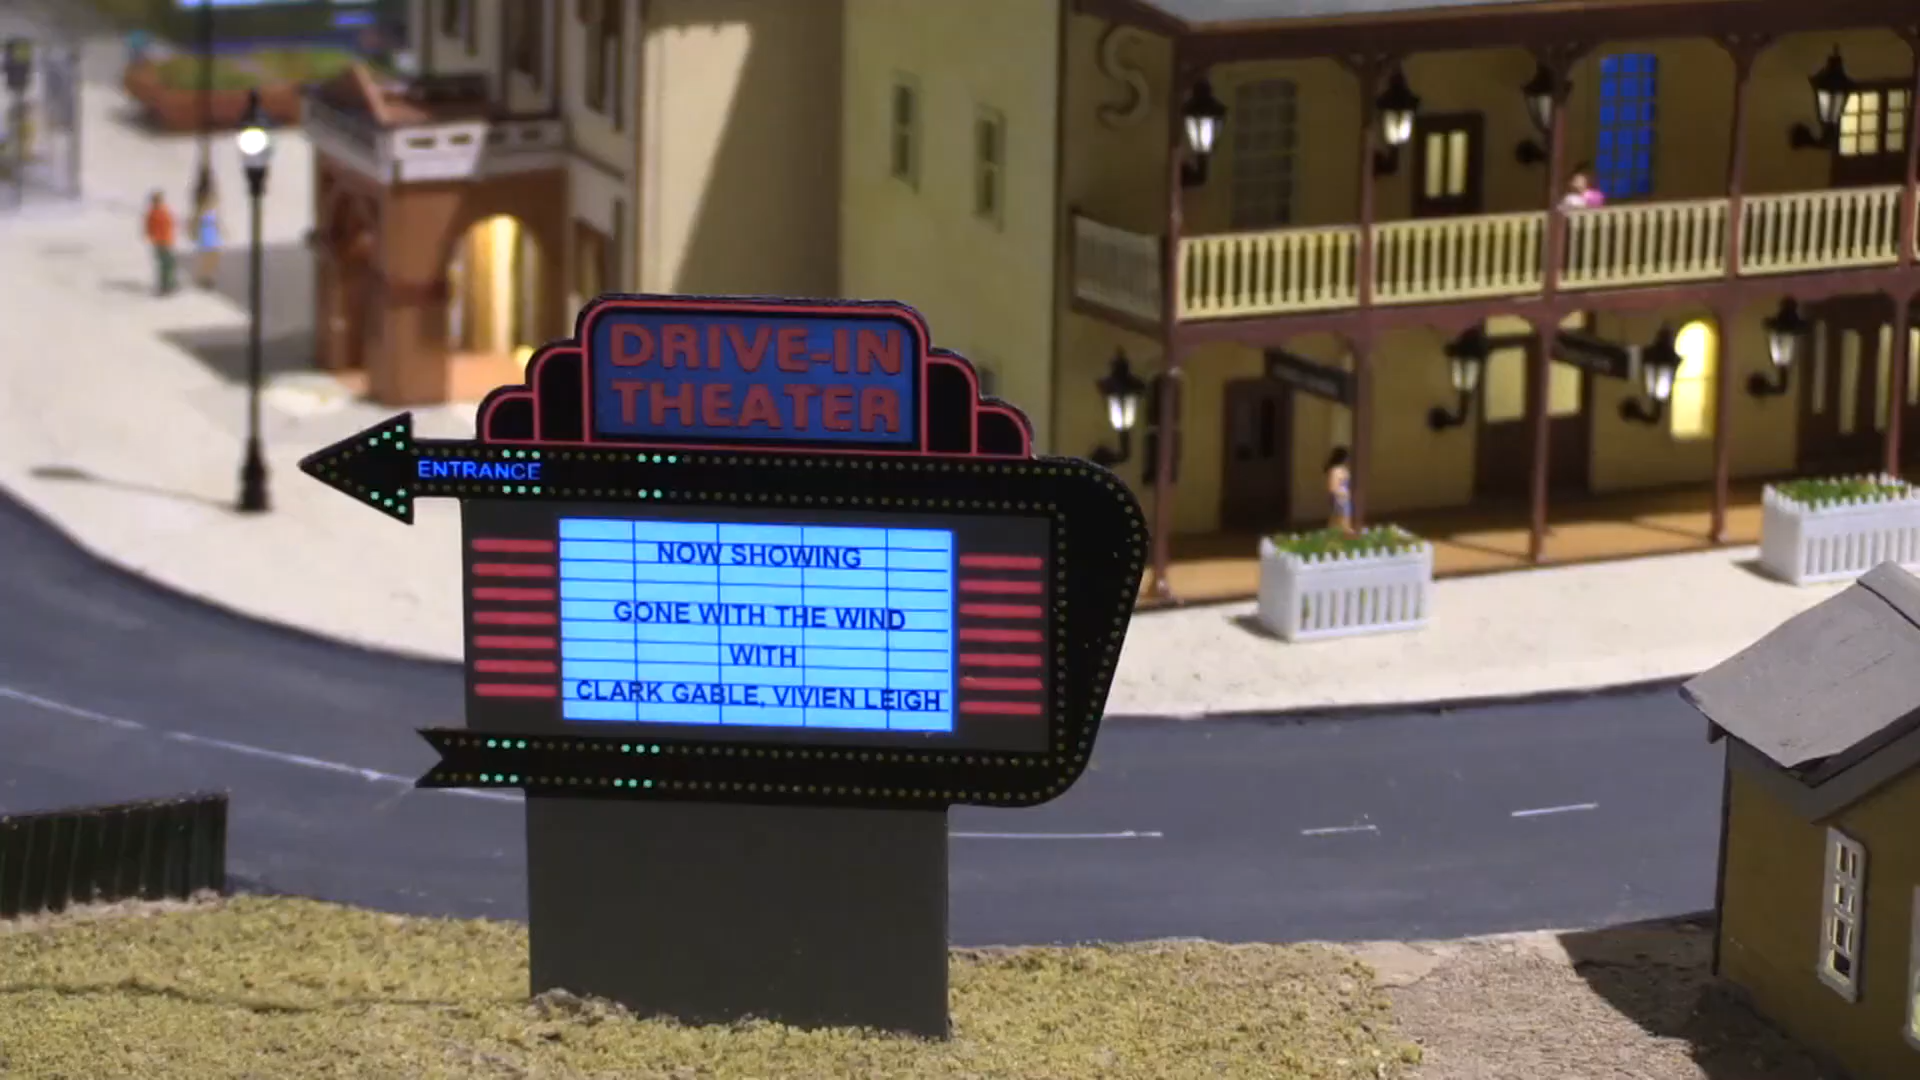 DRIVE-IN
THEATER
ENTRANCE
NOW SHOWING
GONE WITH THE WIND
WITH
CLARK GABLE, VIVIEN LEIGH